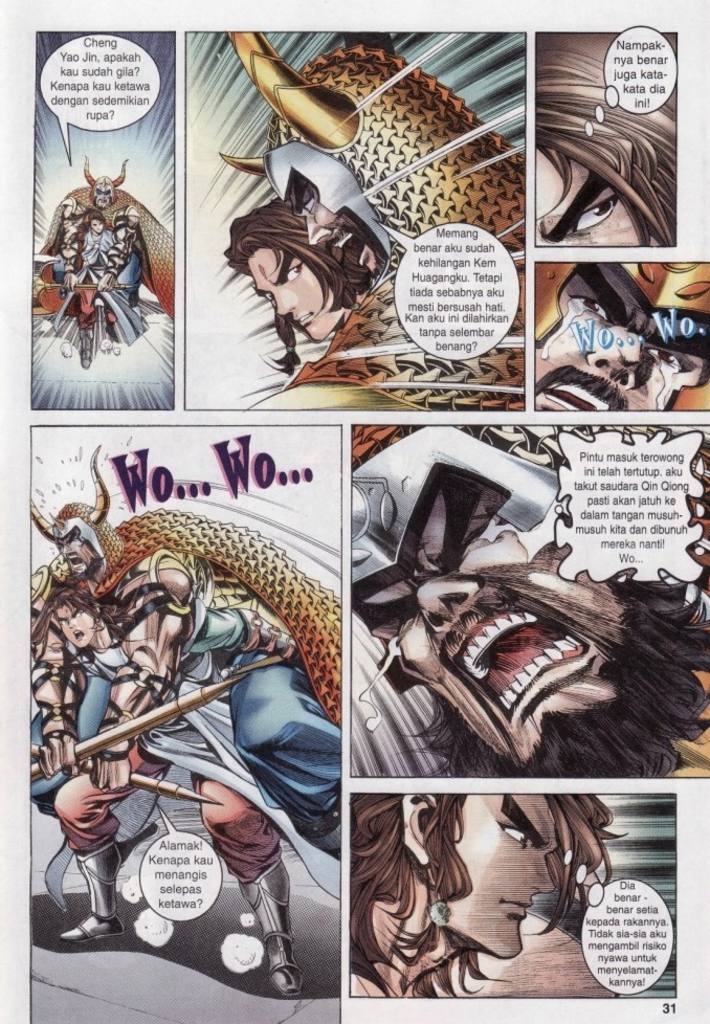 Cheng
Yao Jin, apakah
kau sudah gila?
Kenapa kau ketawa
dengan sedemikian
rupa?
Memang
benar aku sudah
kehilangan Kem
Huagangku. Tetapi
tiada sebabnya aku
mesti bersusah hati.
Kan aku ini dilahirkan
tanpa selembar
benang?
Nampak-
nya benar
juga kata-
kata dia
ini!
Wo... Wo.
Wo... Wo...
Alamak!
Kenapa kau
menangis
selepas
ketawa?
Pintu masuk terowong
ini telah tertutup. aku
takut saudara Qin Qiong
pasti akan jatuh ke
dalam tangan musuh-
musuh kita dan dibunuh
mereka nanti!
Wo...
Dia
benar -
benar setia
kepada rakannya.
Tidak sia-sia aku
mengambil risiko
nyawa untuk
menyelamat-
kannya!
31